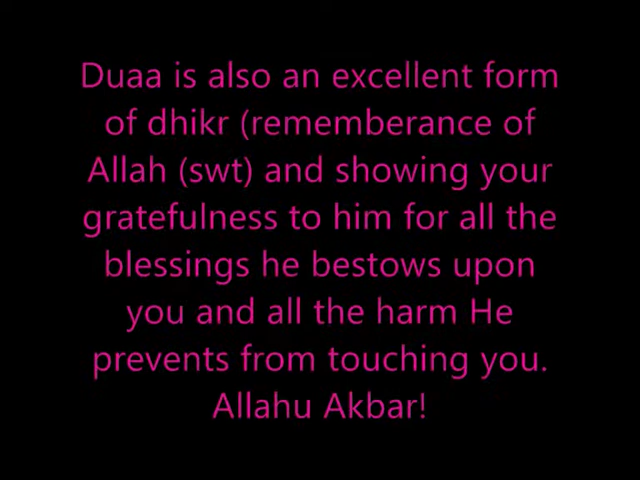 Duaa is also an excellent form
of dhikr (rememberance of
Allah (swt) and showing your
gratefulness to him for all the
blessings he bestows upon
you and all the harm He
prevents from touching you.
Allahu Akbar!